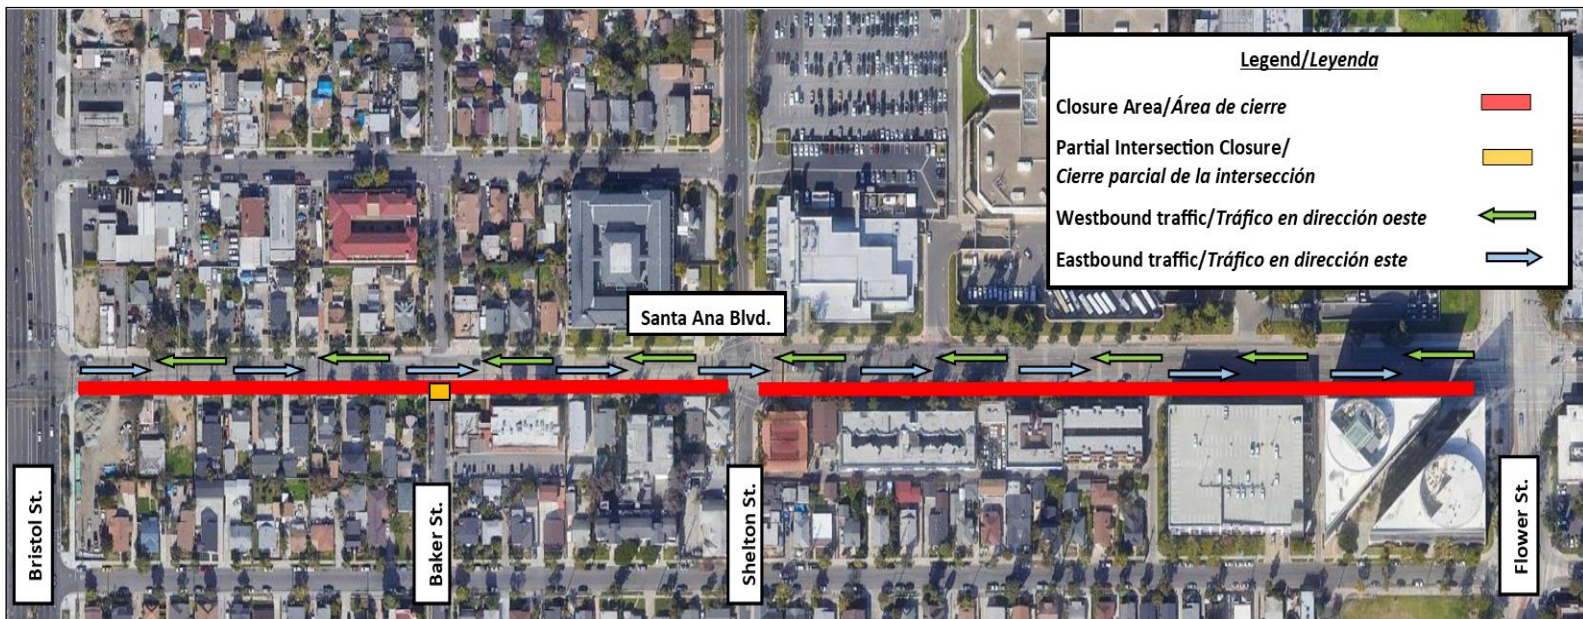 Legend/Leyenda
Closure Area/Área de cierre
Partial Intersection Closure/
Cierre parcial de la intersección
Westbound traffic/Tráfico en dirección oeste
Eastbound traffic/Tráfico en dirección este
Santa Ana Blvd.
Bristol St.
Baker St.
Shelton St.
Flower St.